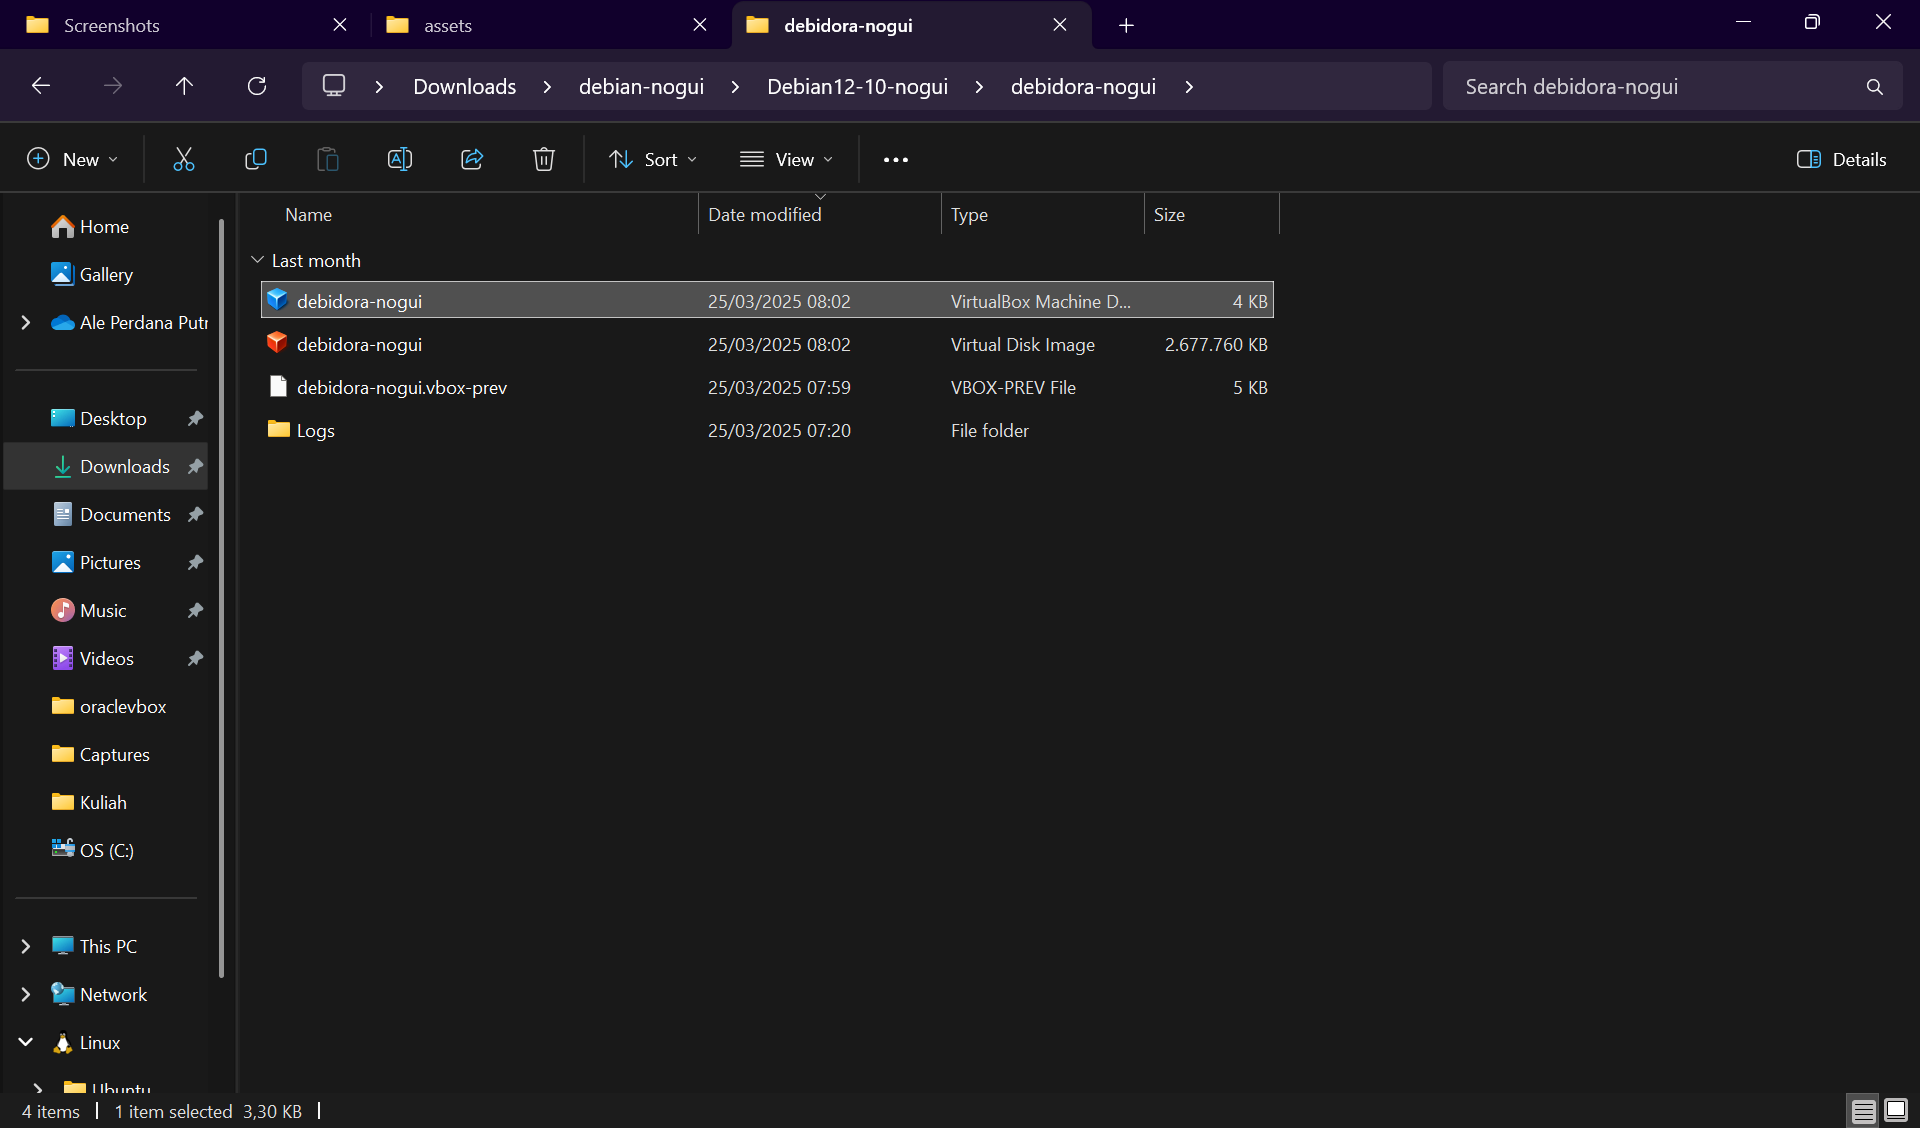 Screenshots
assets
debidora-nogui
Downloads > debian-nogui > Debian12-10-nogui > debidora-nogui >
Search debidora-nogui
New
Sort
View
Details
Home
Gallery
Ale Perdana Putr
Desktop
Downloads
Documents
Pictures
Music
Videos
oraclevbox
Captures
Kuliah
OS (C:)
This PC
Network
Linux
Ubuntu
Name Date modified Type Size
Last month
debidora-nogui 25/03/2025 08:02 VirtualBox Machine D... 4 KB
debidora-nogui 25/03/2025 08:02 Virtual Disk Image 2.677.760 KB
debidora-nogui.vbox-prev 25/03/2025 07:59 VBOX-PREV File 5 KB
Logs 25/03/2025 07:20 File folder
4 items 1 item selected 3,30 KB